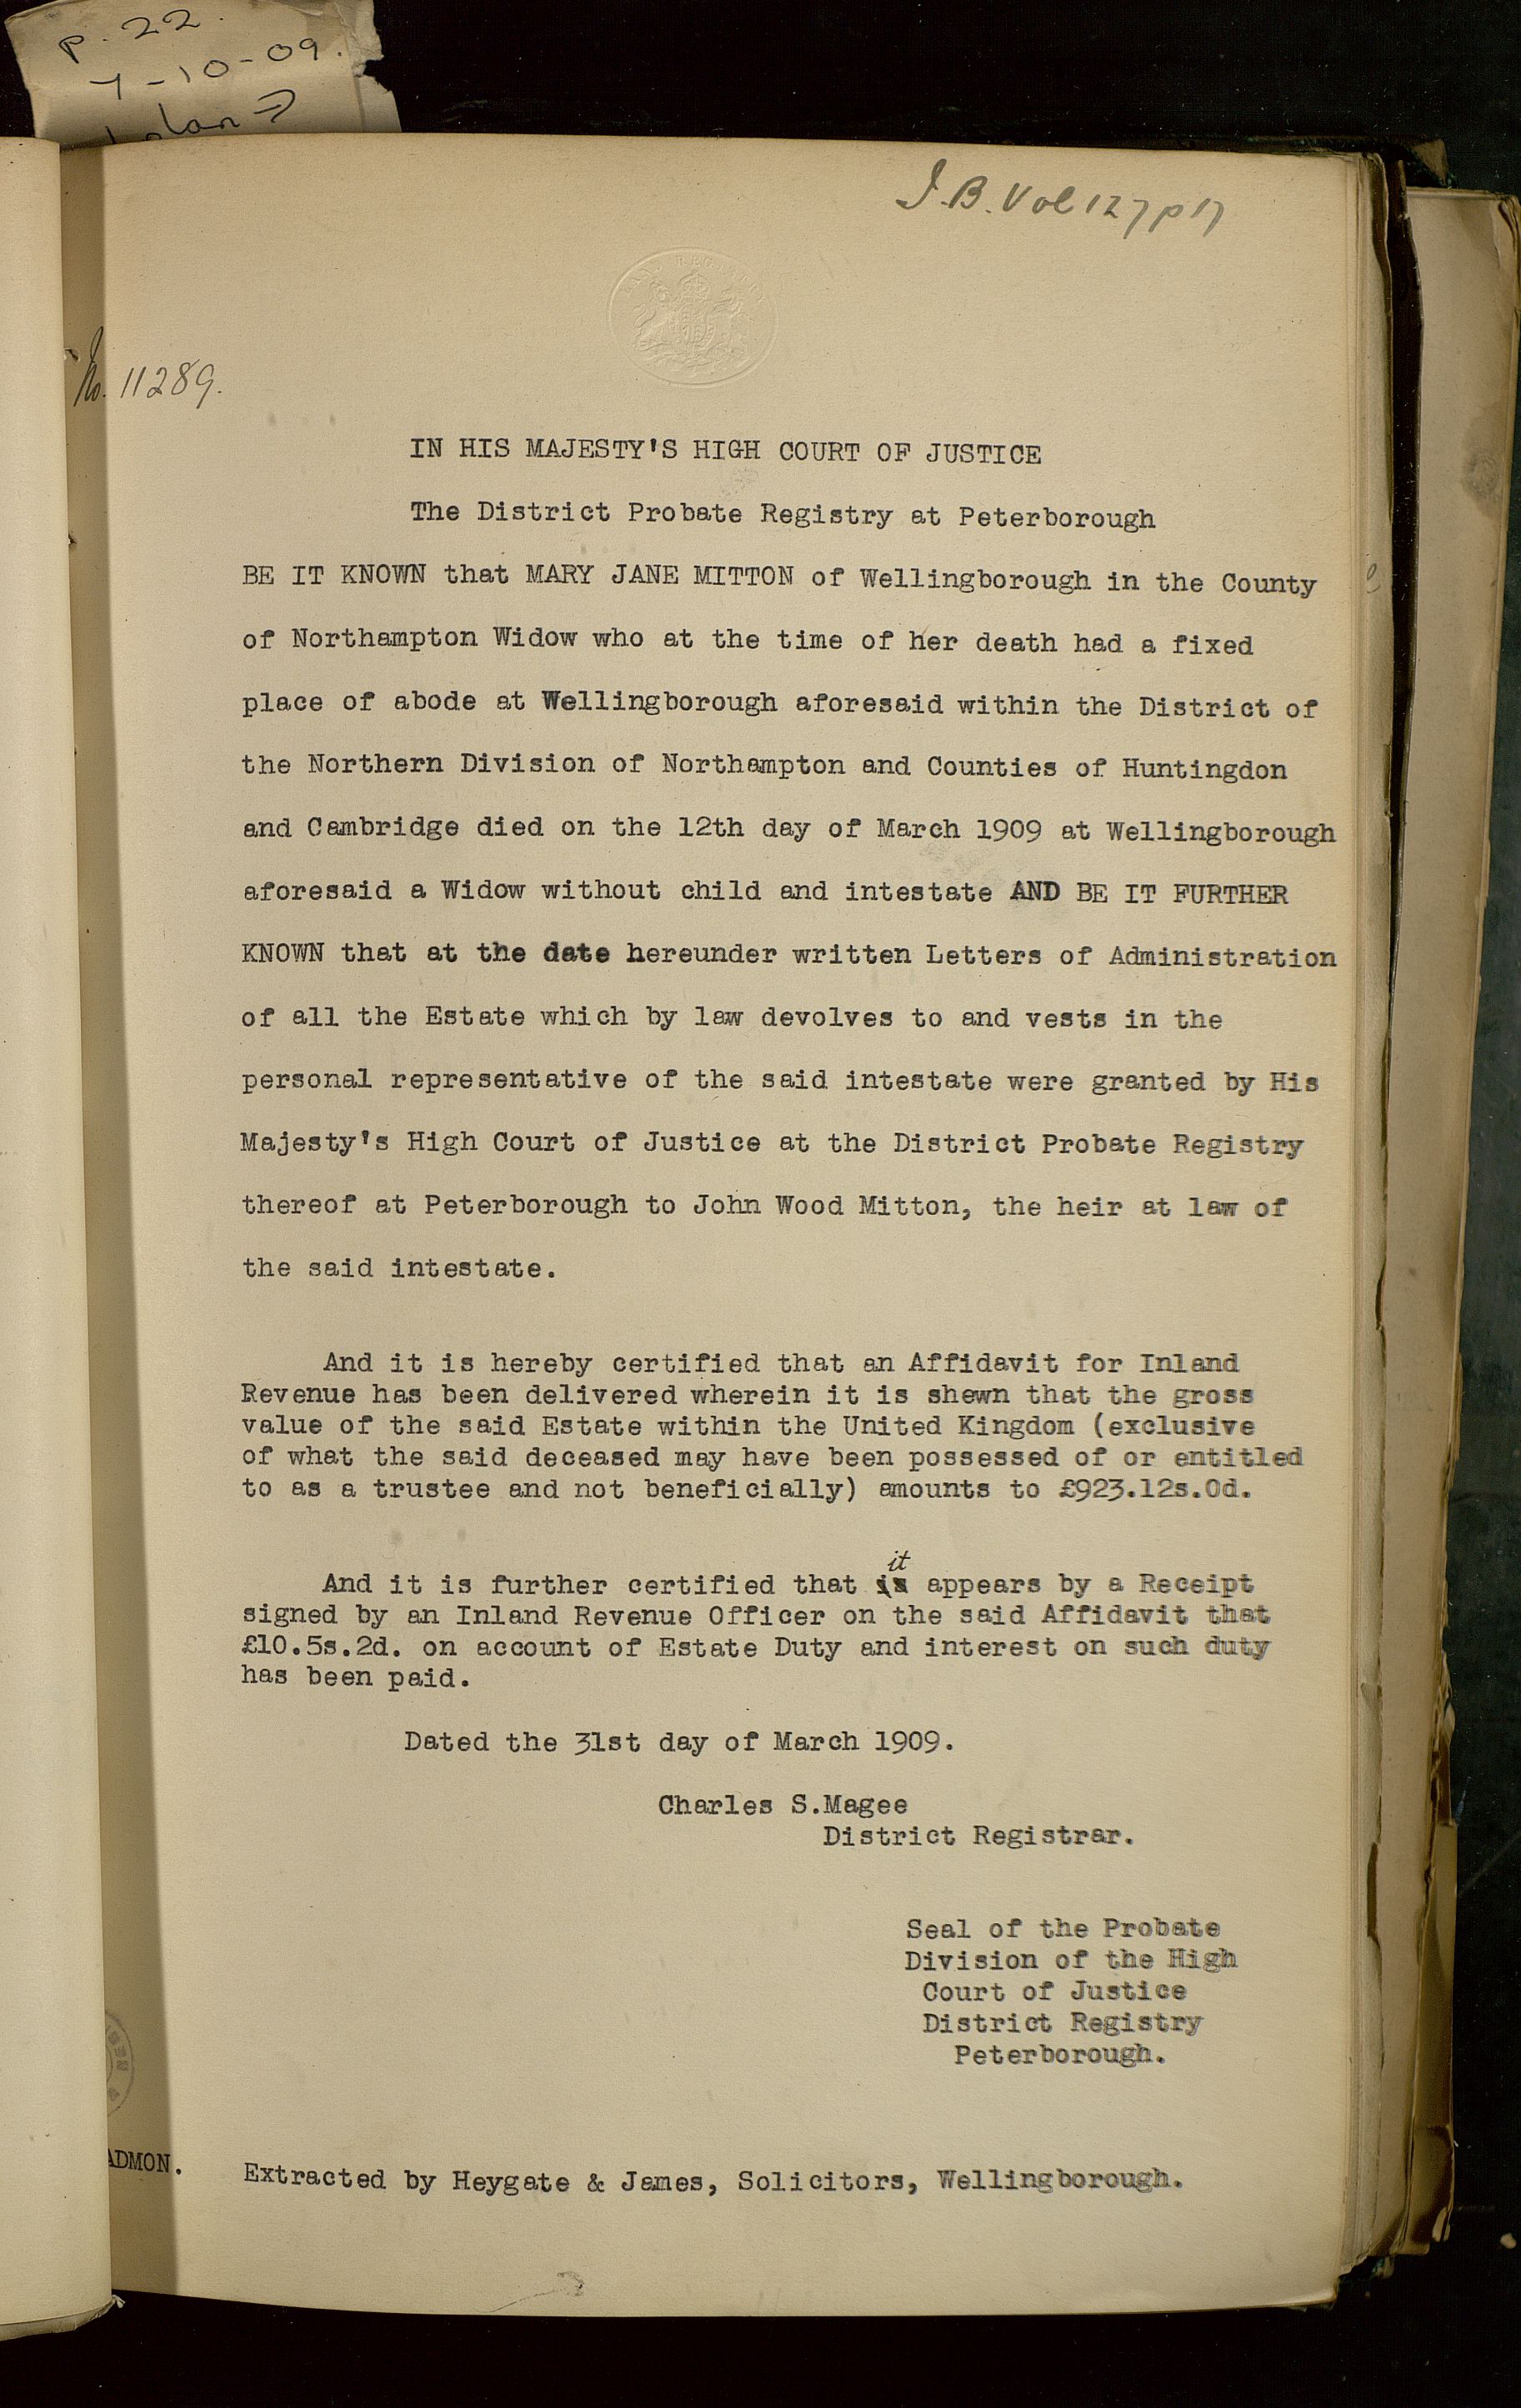 p. 22.
7-10-09.
J.B. Vol 127 p 17
No. 11289.
IN HIS MAJESTY'S HIGH COURT OF JUSTICE
The District Probate Registry at Peterborough
BE IT KNOWN that MARY JANE MITTON of Wellingborough in the County
of Northampton Widow who at the time of her death had a fixed
place of abode at Wellingborough aforesaid within the District of
the Northern Division of Northampton and Counties of Huntingdon
and Cambridge died on the 12th day of March 1909 at Wellingborough
aforesaid a Widow without child and intestate AND BE IT FURTHER
KNOWN that at the date hereunder written Letters of Administration
of all the Estate which by law devolves to and vests in the
personal representative of the said intestate were granted by His
Majesty's High Court of Justice at the District Probate Registry
thereof at Peterborough to John Wood Mitton, the heir at law of
the said intestate.
And it is hereby certified that an Affidavit for Inland
Revenue has been delivered wherein it is shewn that the gross
value of the said Estate within the United Kingdom (exclusive
of what the said deceased may have been possessed of or entitled
to as a trustee and not beneficially) amounts to £923.12s.0d.
it
And it is further certified that is appears by a Receipt
signed by an Inland Revenue Officer on the said Affidavit that
£10.5s.2d. on account of Estate Duty and interest on such duty
has been paid.
Dated the 31st day of March 1909.
Charles S.Magee
District Registrar.
Seal of the Probate
Division of the High
Court of Justice
District Registry
Peterborough.
ADMON.
Extracted by Heygate & James, Solicitors, Wellingborough.